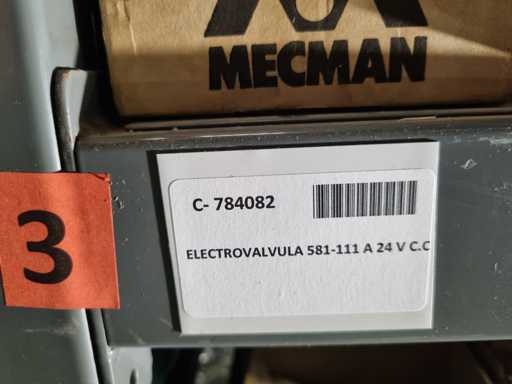 MECMAN
3
C- 784082
ELECTROVALVULA 581-111 A 24 V C.C